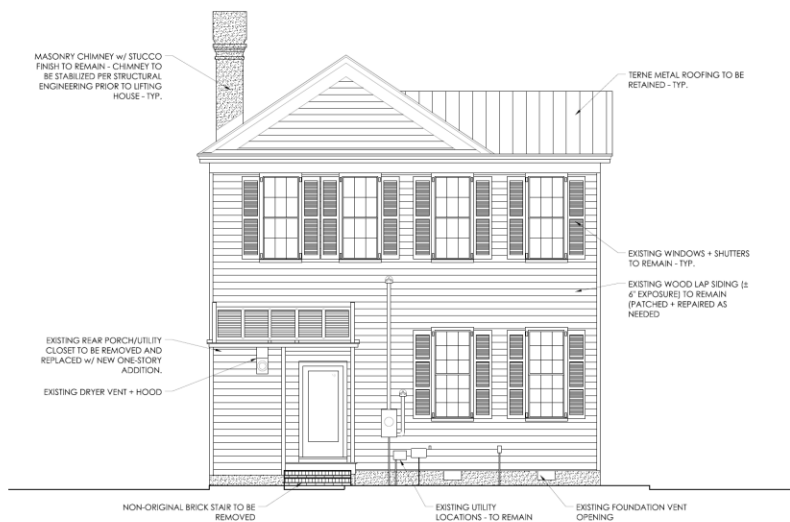 MASONRY CHIMNEY w/ STUCCO
FINISH TO REMAIN - CHIMNEY TO
BE STABILIZED PER STRUCTURAL
ENGINEERING PRIOR TO LIFTING
HOUSE - TYP.
TERNE METAL ROOFING TO BE
RETAINED - TYP.
EXISTING WINDOWS + SHUTTERS
TO REMAIN - TYP.
EXISTING WOOD LAP SIDING (±
6" EXPOSURE) TO REMAIN
(PATCHED + REPAIRED AS
NEEDED
EXISTING REAR PORCH/UTILITY
CLOSET TO BE REMOVED AND
REPLACED w/ NEW ONE-STORY
ADDITION.
EXISTING DRYER VENT + HOOD
NON-ORIGINAL BRICK STAIR TO BE
REMOVED
EXISTING UTILITY
LOCATIONS - TO REMAIN
EXISTING FOUNDATION VENT
OPENING